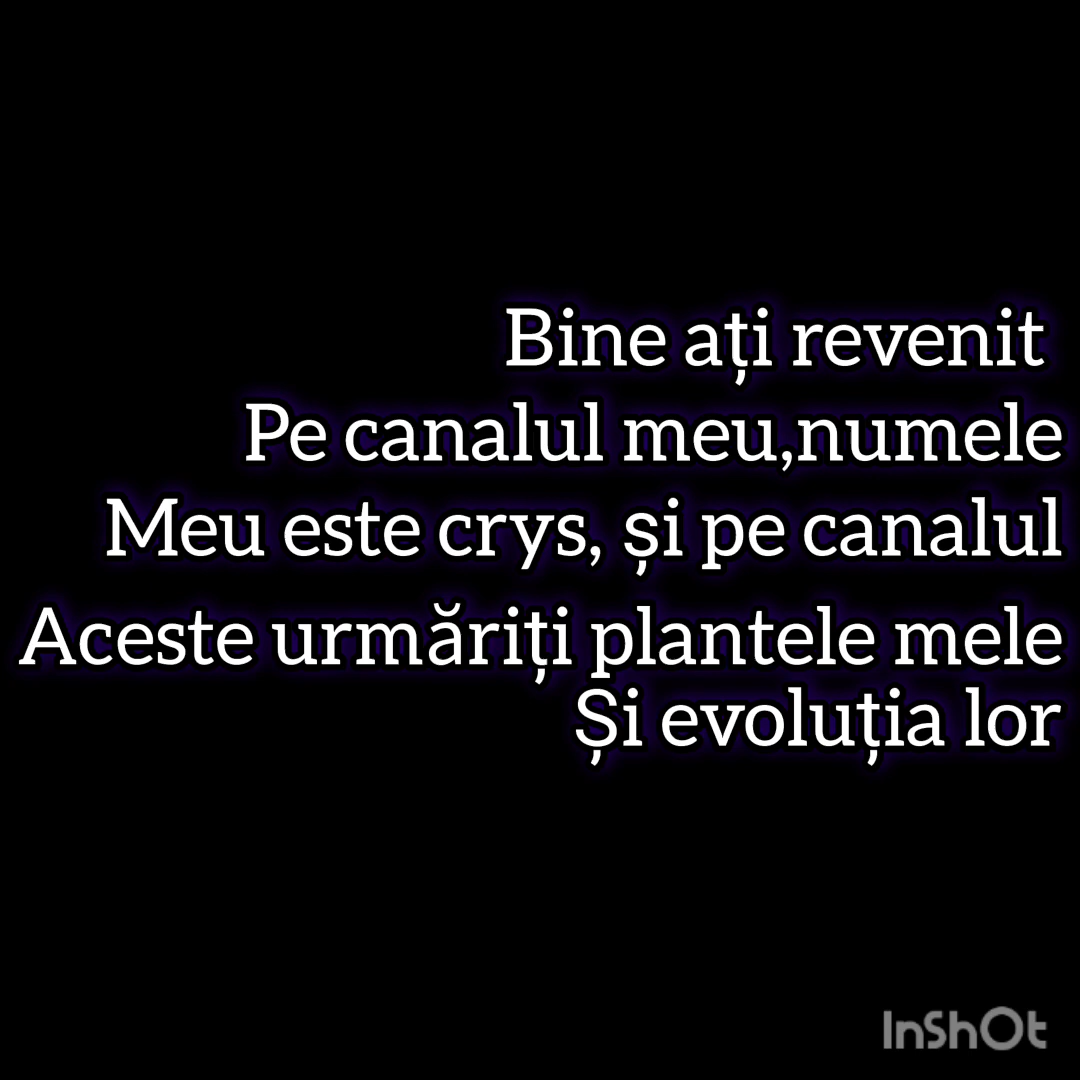 Bine ați revenit
Pe canalul meu,numele
Meu este crys, și pe canalul
Aceste urmăriți plantele mele
Și evoluția lor
InShOt